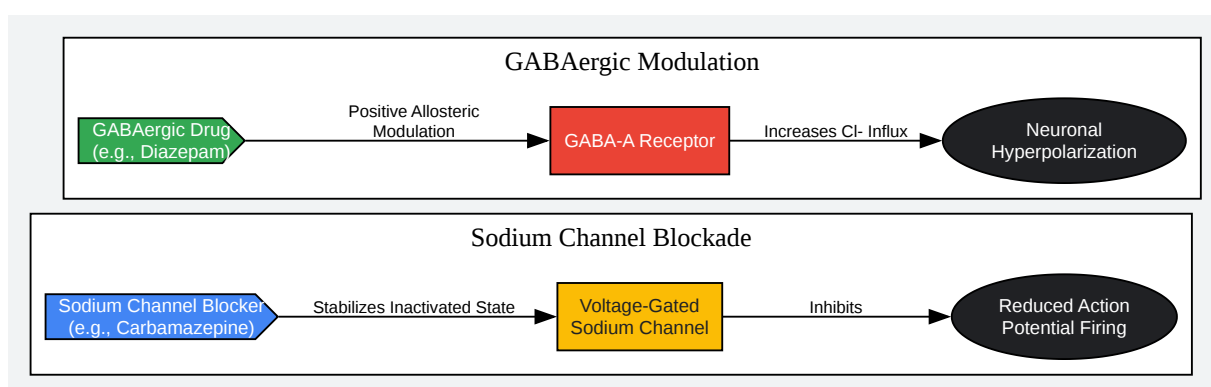 GABAergic Modulation
GABAergic Drug
(e.g., Diazepam)
Positive Allosteric
Modulation
GABA-A Receptor
Increases Cl- Influx
Neuronal
Hyperpolarization
Sodium Channel Blockade
Sodium Channel Blocker
(e.g., Carbamazepine)
Stabilizes Inactivated State
Voltage-Gated
Sodium Channel
Inhibits
Reduced Action
Potential Firing